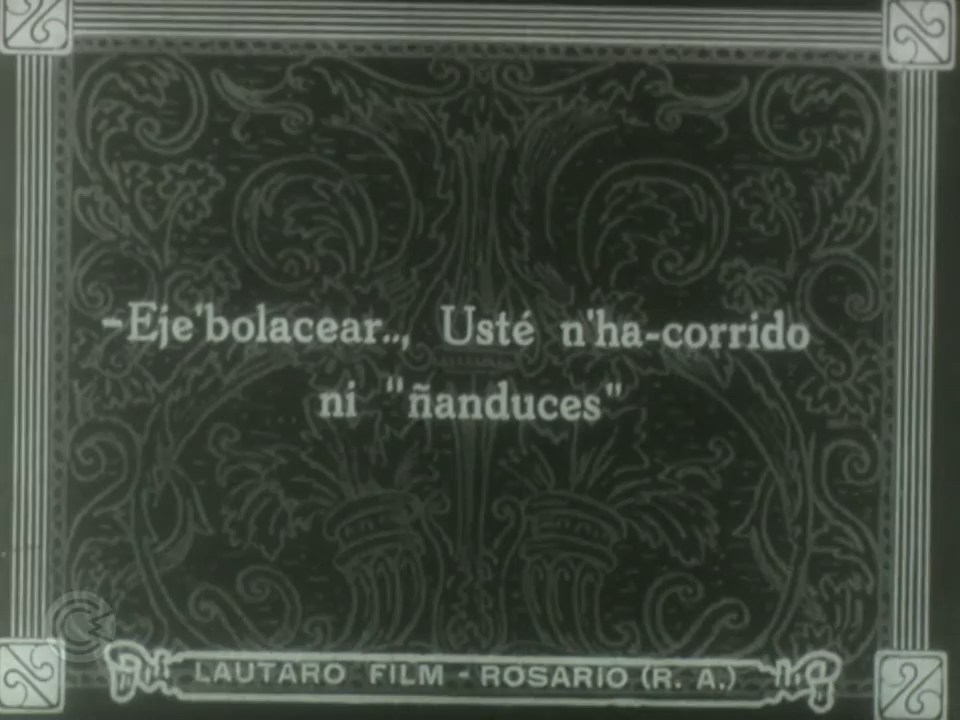 -Eje'bolacear.., Usté n'ha-corrido
ni "ñanduces"
LAUTARO FILM - ROSARIO (R. A.)